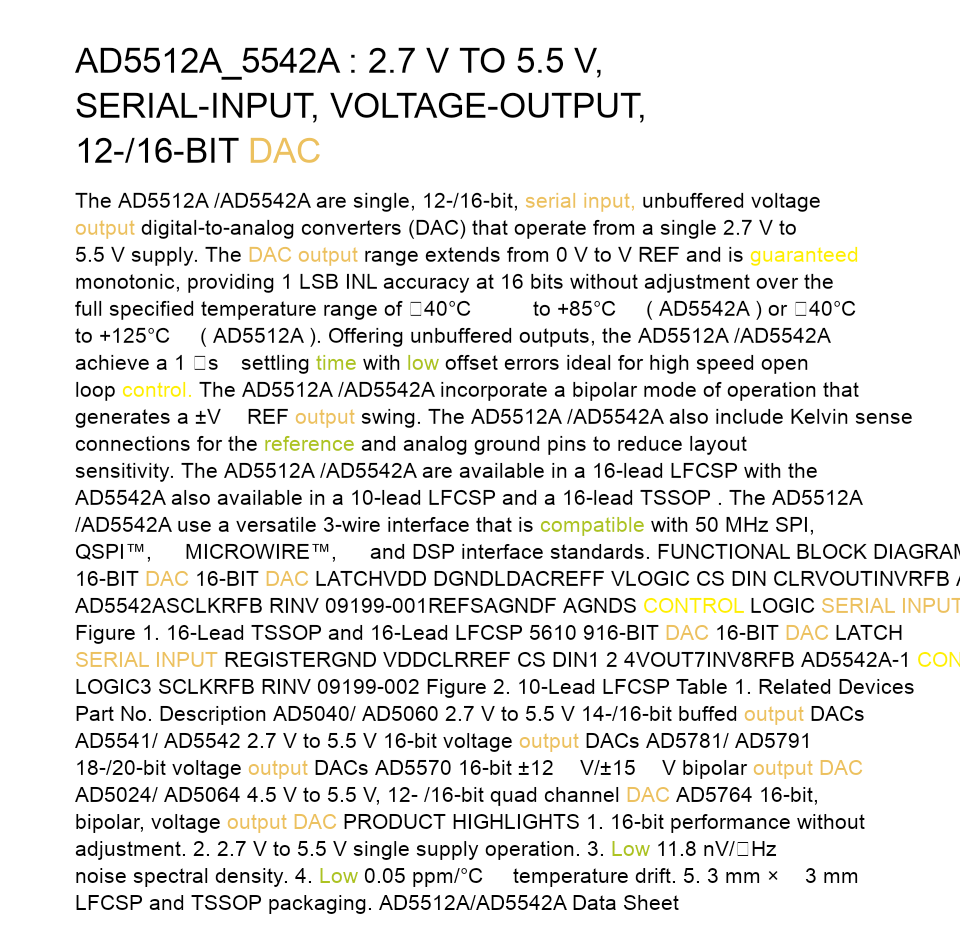 AD5512A_5542A : 2.7 V TO 5.5 V,
SERIAL-INPUT, VOLTAGE-OUTPUT,
12-/16-BIT DAC
The AD5512A /AD5542A are single, 12-/16-bit, serial input, unbuffered voltage
output digital-to-analog converters (DAC) that operate from a single 2.7 V to
5.5 V supply. The DAC output range extends from 0 V to V REF and is guaranteed
monotonic, providing 1 LSB INL accuracy at 16 bits without adjustment over the
full specified temperature range of □40°C to +85°C ( AD5542A ) or □40°C
to +125°C ( AD5512A ). Offering unbuffered outputs, the AD5512A /AD5542A
achieve a 1 □s settling time with low offset errors ideal for high speed open
loop control. The AD5512A /AD5542A incorporate a bipolar mode of operation that
generates a ±V REF output swing. The AD5512A /AD5542A also include Kelvin sense
connections for the reference and analog ground pins to reduce layout
sensitivity. The AD5512A /AD5542A are available in a 16-lead LFCSP with the
AD5542A also available in a 10-lead LFCSP and a 16-lead TSSOP . The AD5512A
/AD5542A use a versatile 3-wire interface that is compatible with 50 MHz SPI,
QSPI™, MICROWIRE™, and DSP interface standards. FUNCTIONAL BLOCK DIAGRAM
16-BIT DAC 16-BIT DAC LATCHVDD DGNDLDACREFF VLOGIC CS DIN CLRVOUTINVRFB
AD5542ASCLKRFB RINV 09199-001REFSAGNDF AGNDS CONTROL LOGIC SERIAL INPUT
Figure 1. 16-Lead TSSOP and 16-Lead LFCSP 5610 916-BIT DAC 16-BIT DAC LATCH
SERIAL INPUT REGISTERGND VDDCLRREF CS DIN1 2 4VOUT7INV8RFB AD5542A-1 CON
LOGIC3 SCLKRFB RINV 09199-002 Figure 2. 10-Lead LFCSP Table 1. Related Devices
Part No. Description AD5040/ AD5060 2.7 V to 5.5 V 14-/16-bit buffed output DACs
AD5541/ AD5542 2.7 V to 5.5 V 16-bit voltage output DACs AD5781/ AD5791
18-/20-bit voltage output DACs AD5570 16-bit ±12 V/±15 V bipolar output DAC
AD5024/ AD5064 4.5 V to 5.5 V, 12- /16-bit quad channel DAC AD5764 16-bit,
bipolar, voltage output DAC PRODUCT HIGHLIGHTS 1. 16-bit performance without
adjustment. 2. 2.7 V to 5.5 V single supply operation. 3. Low 11.8 nV/□Hz
noise spectral density. 4. Low 0.05 ppm/°C temperature drift. 5. 3 mm × 3 mm
LFCSP and TSSOP packaging. AD5512A/AD5542A Data Sheet